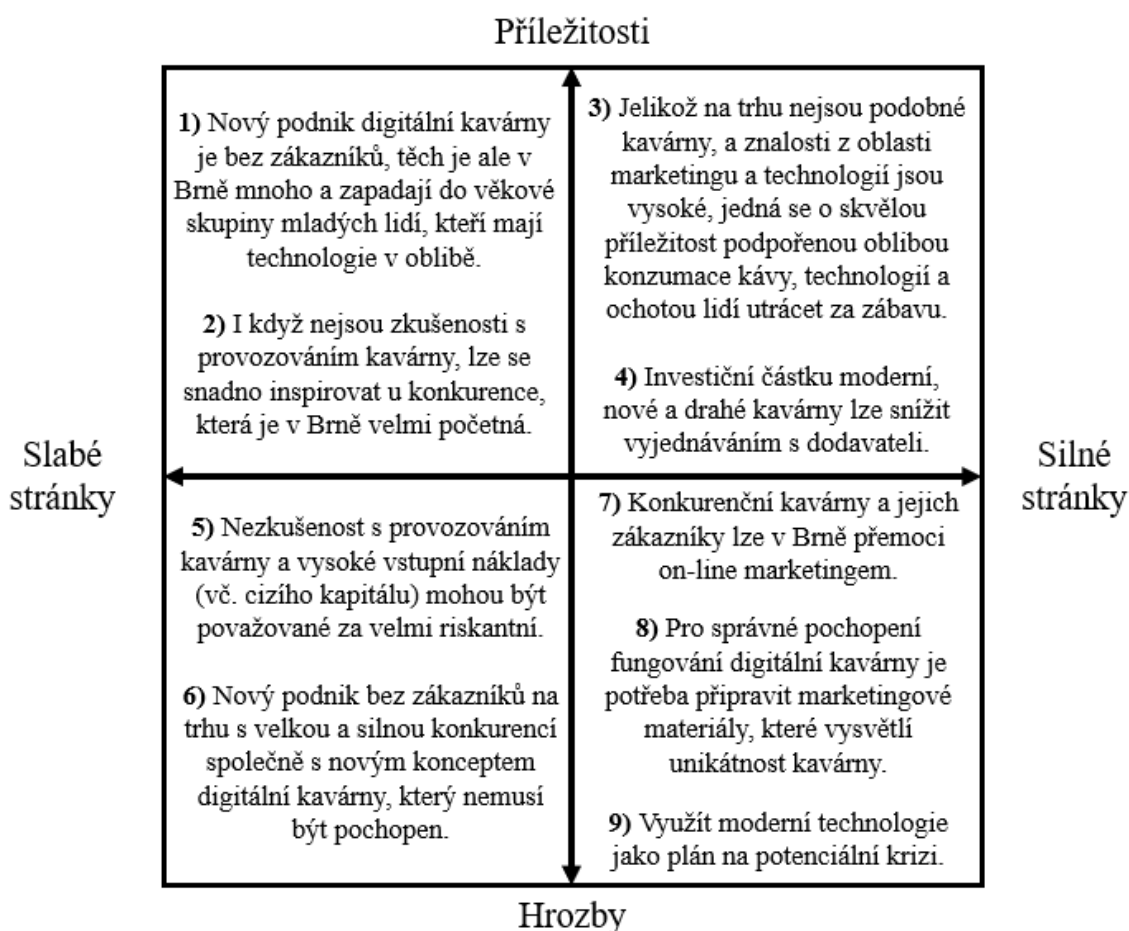 Příležitosti
1) Nový podnik digitální kavárny
je bez zákazníků, těch je ale v
Brně mnoho a zapadají do věkové
skupiny mladých lidí, kteří mají
technologie v oblibě.
2) I když nejsou zkušenosti s
provozováním kavárny, lze se
snadno inspirovat u konkurence,
která je v Brně velmi početná.
3) Jelikož na trhu nejsou podobné
kavárny, a znalosti z oblasti
marketingu a technologií jsou
vysoké, jedná se o skvělou
příležitost podpořenou oblibou
konzumace kávy, technologií a
ochotou lidí utrácet za zábavu.
4) Investiční částku moderní,
nové a drahé kavárny lze snížit
vyjednáváním s dodavateli.
Slabé
stránky
Silné
stránky
5) Nezkušenost s provozováním
kavárny a vysoké vstupní náklady
(vč. cizího kapitálu) mohou být
považované za velmi riskantní.
6) Nový podnik bez zákazníků na
trhu s velkou a silnou konkurencí
společně s novým konceptem
digitální kavárny, který nemusí
být pochopen.
7) Konkurenční kavárny a jejich
zákazníky lze v Brně přemoci
on-line marketingem.
8) Pro správné pochopení
fungování digitální kavárny je
potřeba připravit marketingové
materiály, které vysvětlí
unikátnost kavárny.
9) Využít moderní technologie
jako plán na potenciální krizi.
Hrozby